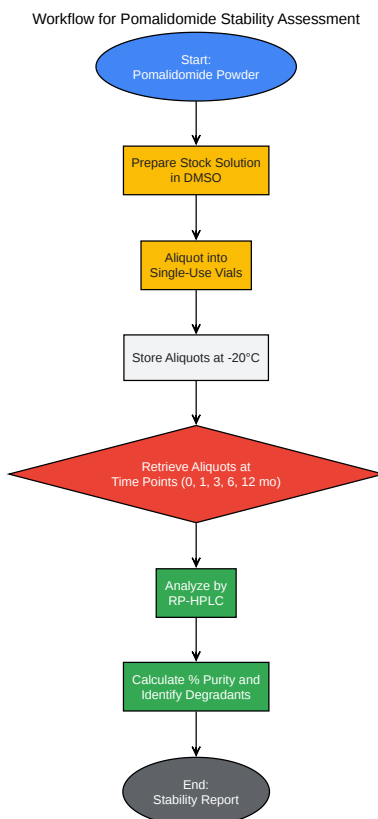 Workflow for Pomalidomide Stability Assessment
Start:
Pomalidomide Powder
Prepare Stock Solution
in DMSO
Aliquot into
Single-Use Vials
Store Aliquots at -20°C
Retrieve Aliquots at
Time Points (0, 1, 3, 6, 12 mo)
Analyze by
RP-HPLC
Calculate % Purity and
Identify Degradants
End:
Stability Report